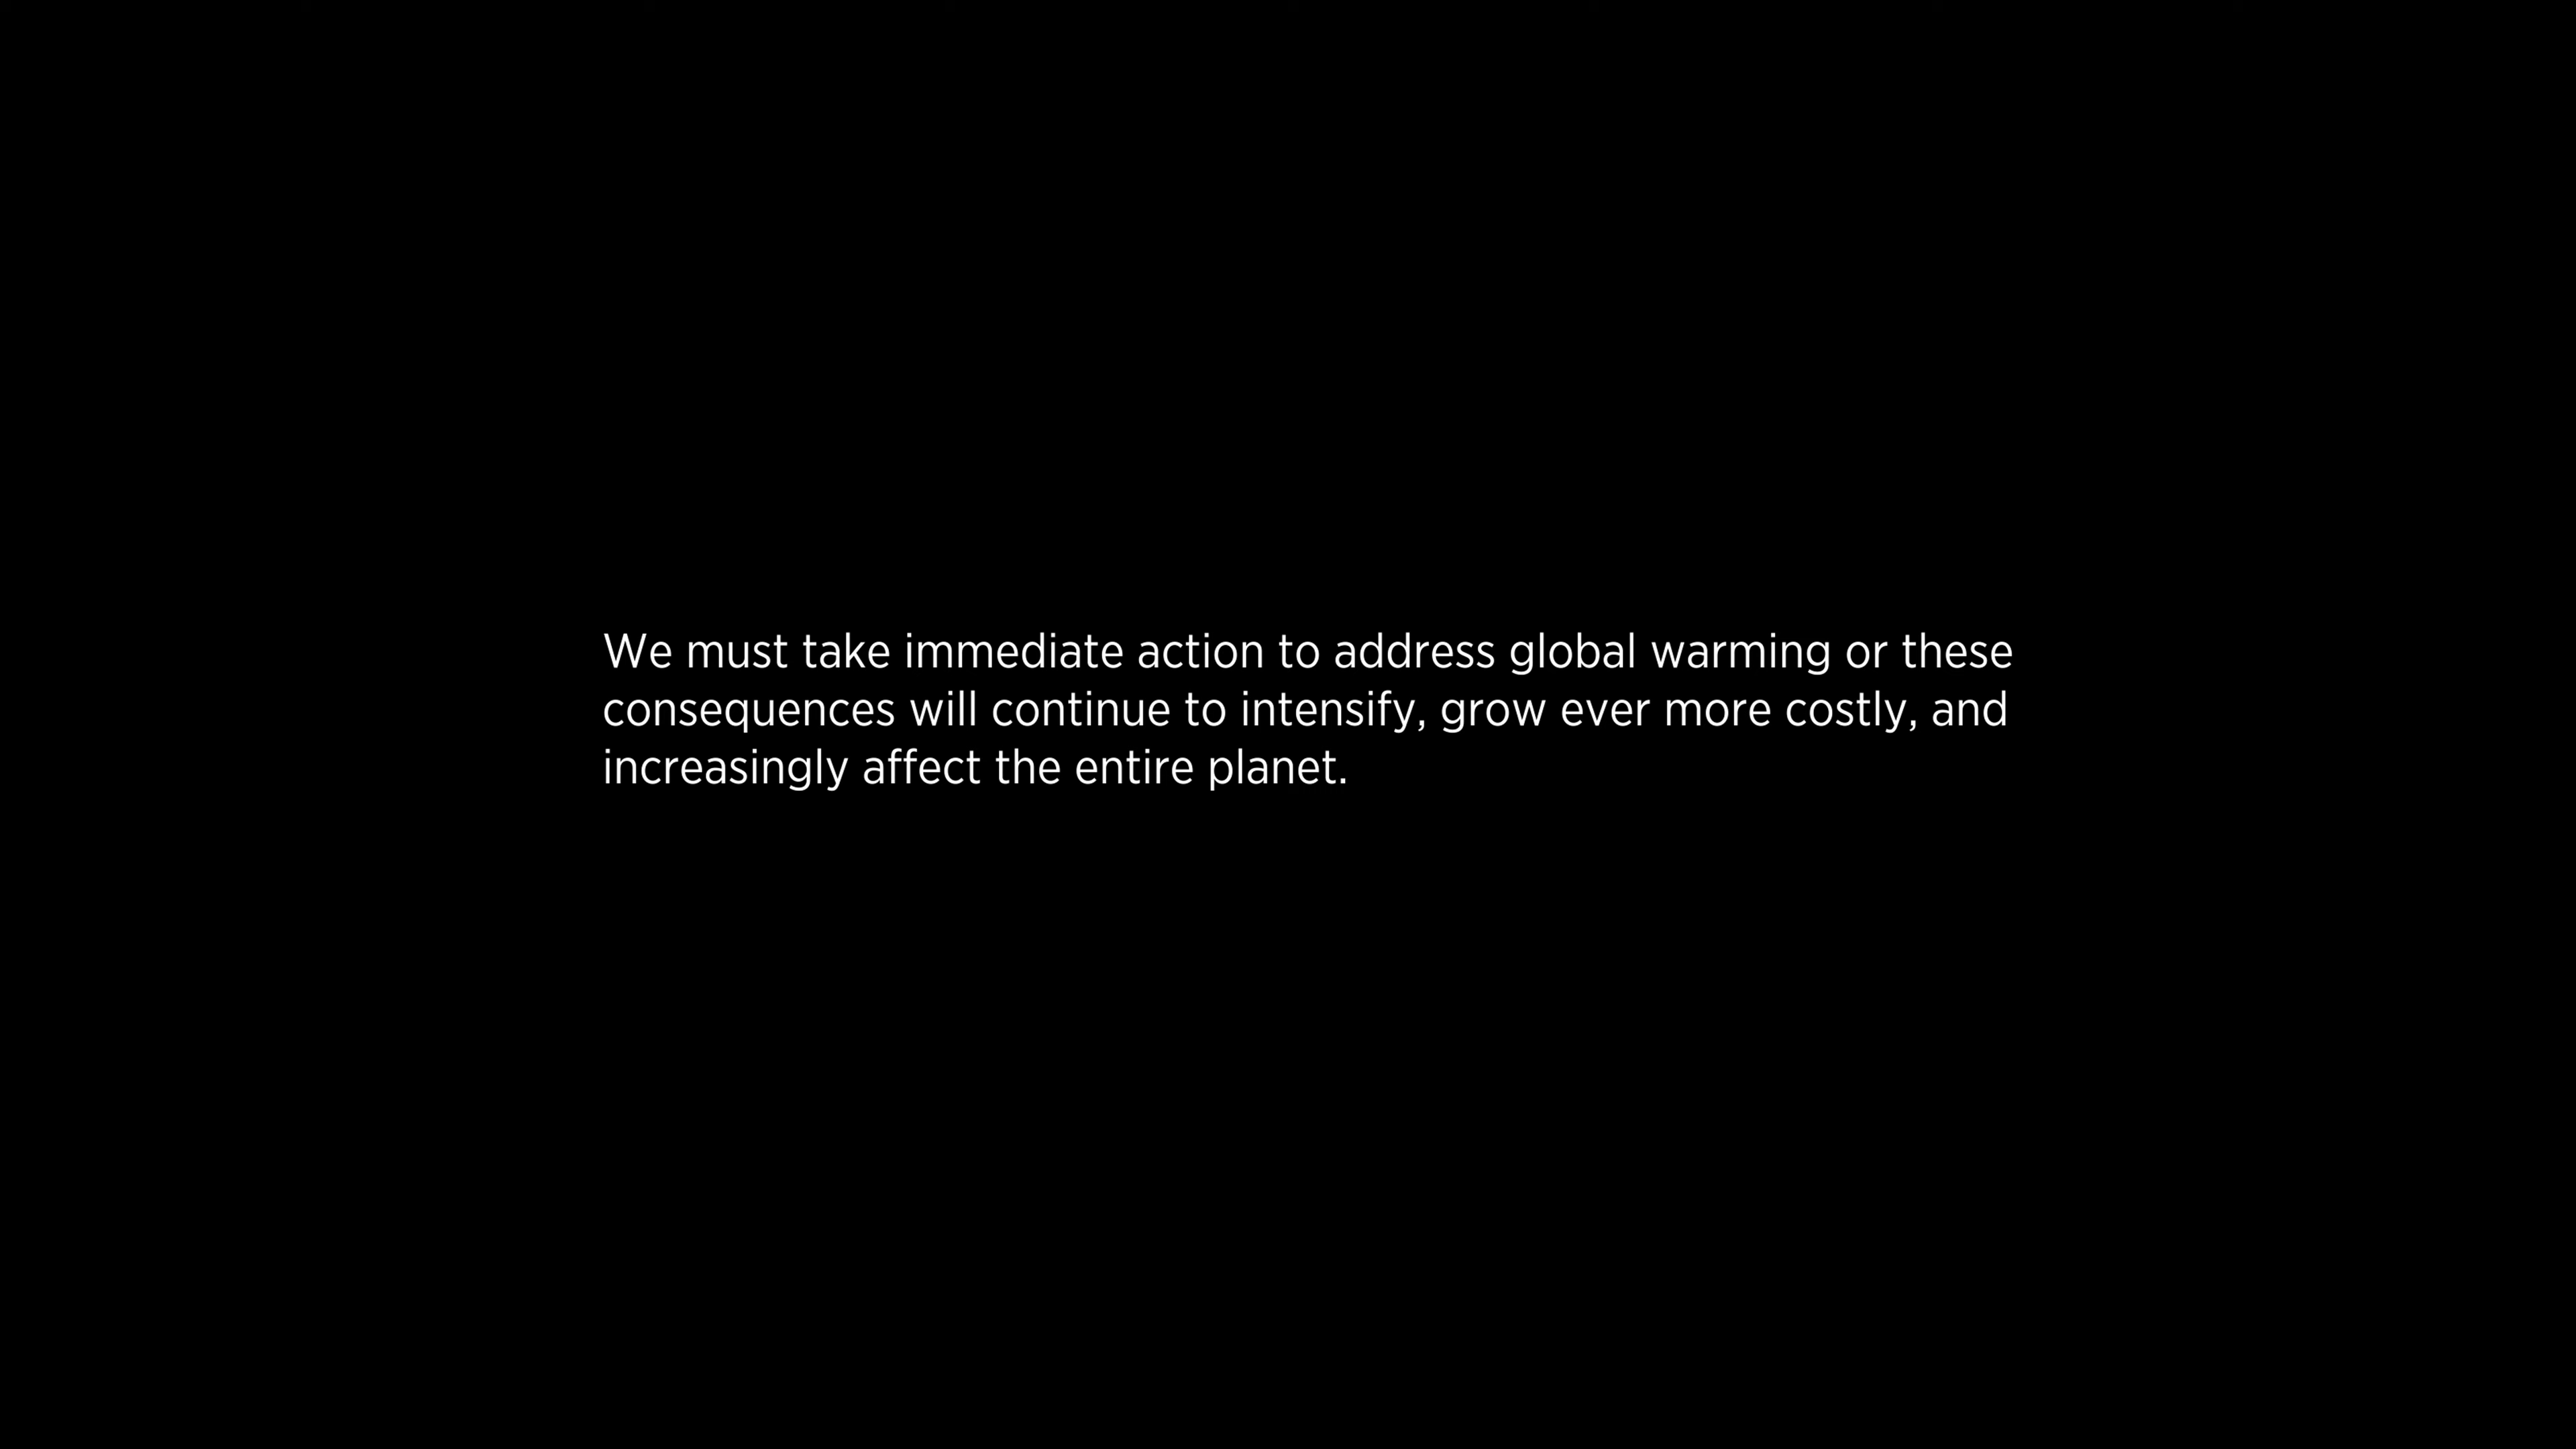 We must take immediate action to address global warming or these
consequences will continue to intensify, grow ever more costly, and
increasingly affect the entire planet.